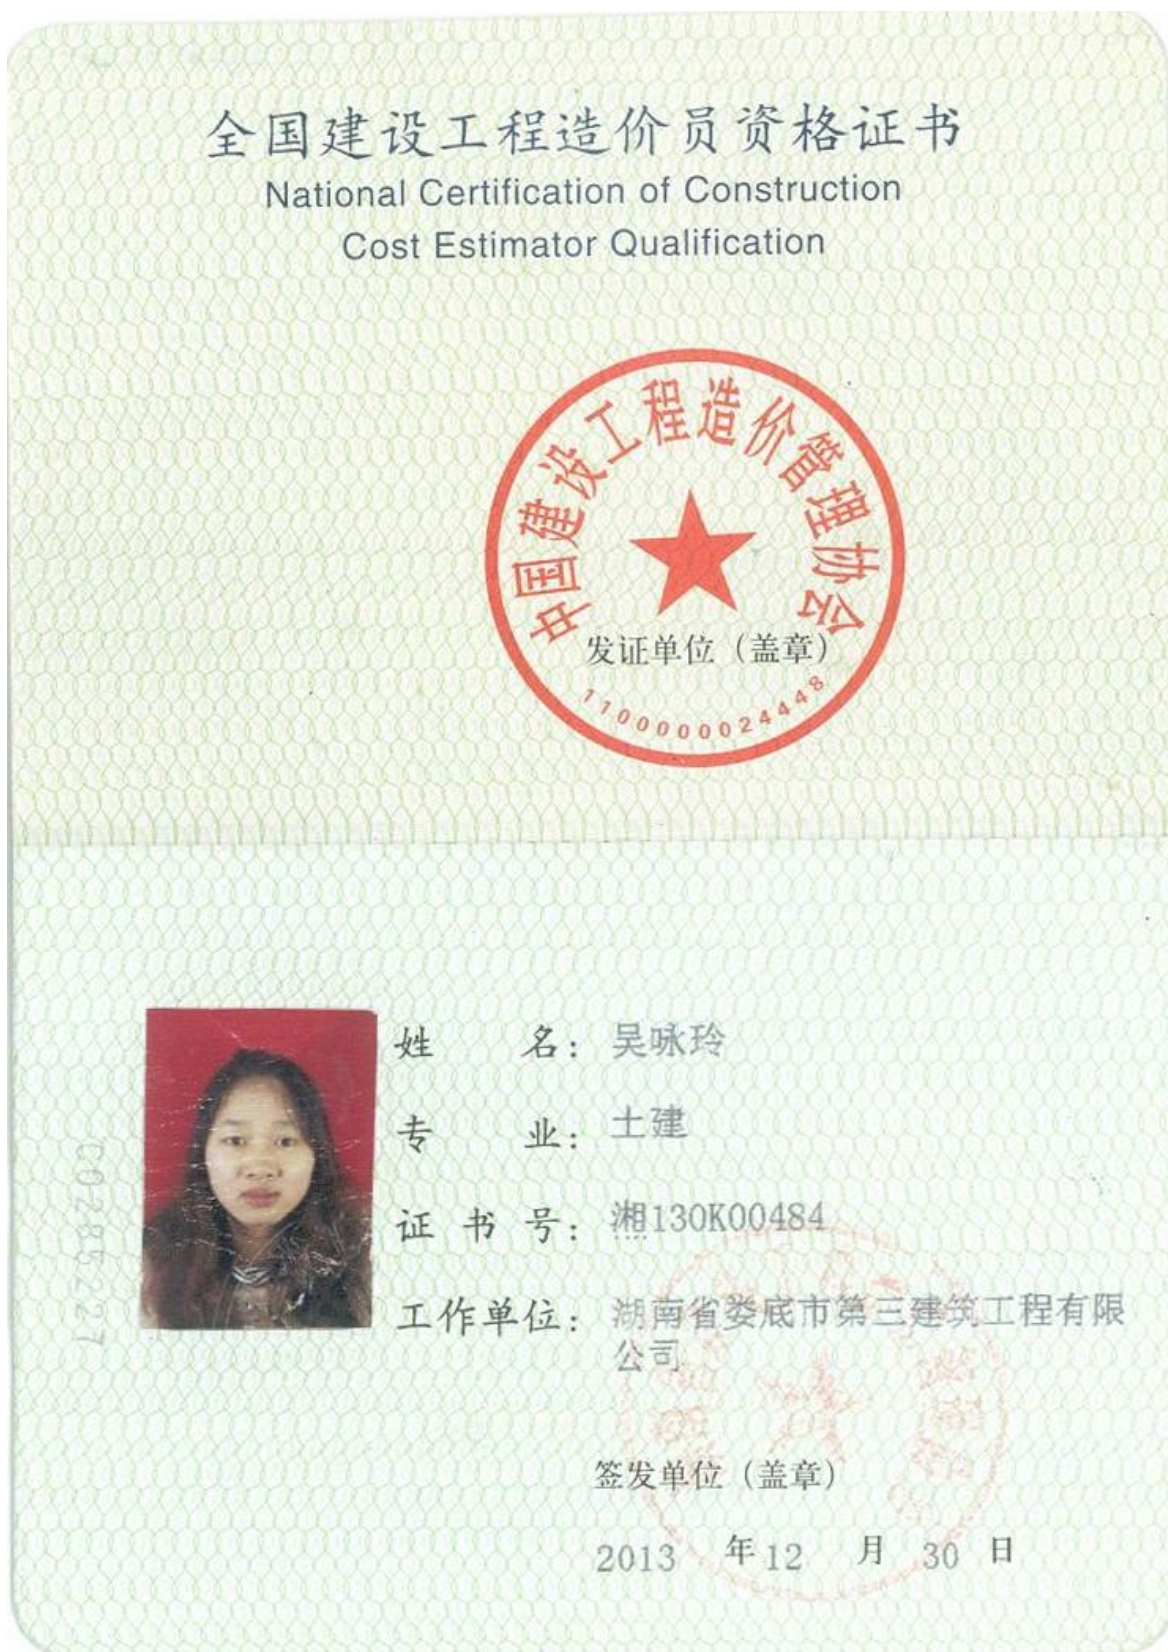 全国建设工程造价员资格证书
National Certification of Construction
Cost Estimator Qualification
中国建设工程造价管理协会
发证单位（盖章）
1100000024448
姓 名： 吴咏玲
专 业： 土建
证 书 号： 湘130K00484
工作单位： 湖南省娄底市第三建筑工程有限
公司
签发单位（盖章）
2013 年 12 月 30 日
00285227